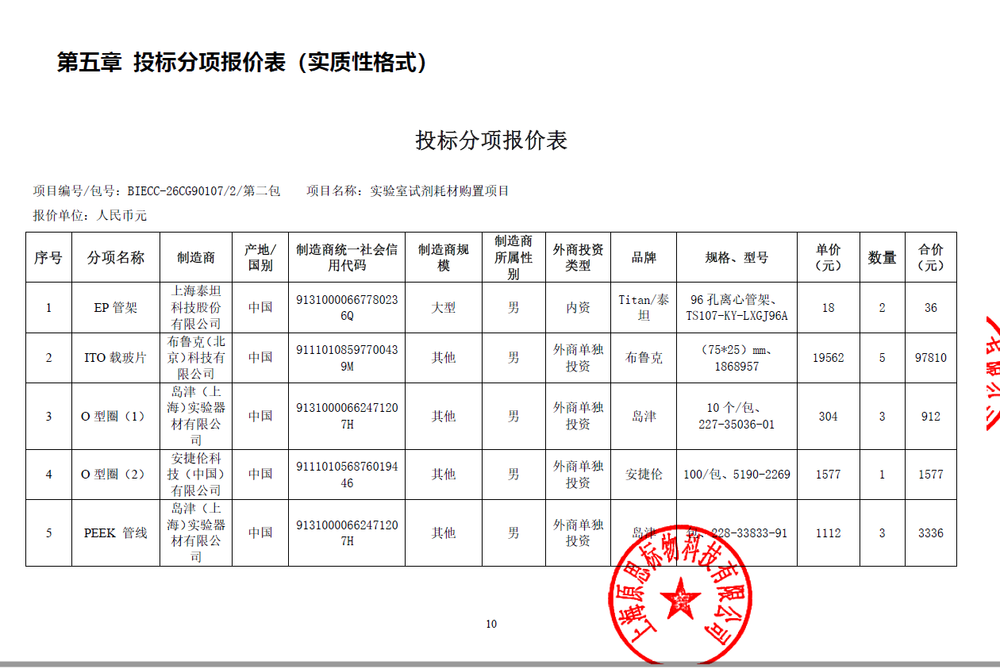 第五章 投标分项报价表（实质性格式）
投标分项报价表
项目编号/包号：BIECC-26CG90107/2/第二包 项目名称：实验室试剂耗材购置项目
报价单位：人民币元
序号 分项名称 制造商 产地/国别 制造商统一社会信用代码 制造商规模 制造商所属性别 外商投资类型 品牌 规格、型号 单价（元） 数量 合价（元）
1 EP 管架 上海泰坦科技股份有限公司 中国 91310000667780236Q 大型 男 内资 Titan/泰坦 96 孔离心管架、TS107-KY-LXGJ96A 18 2 36
2 ITO 载玻片 布鲁克（北京）科技有限公司 中国 91110108597700439M 其他 男 外商单独投资 布鲁克 （75*25）mm、1868957 19562 5 97810
3 O 型圈（1） 岛津（上海）实验器材有限公司 中国 91310000662471207H 其他 男 外商单独投资 岛津 10 个/包、227-35036-01 304 3 912
4 O 型圈（2） 安捷伦科技（中国）有限公司 中国 911101056876019446 其他 男 外商单独投资 安捷伦 100/包、5190-2269 1577 1 1577
5 PEEK 管线 岛津（上海）实验器材有限公司 中国 91310000662471207H 其他 男 外商单独投资 岛津 包、228-33833-91 1112 3 3336
上海原思标物科技有限公司
10